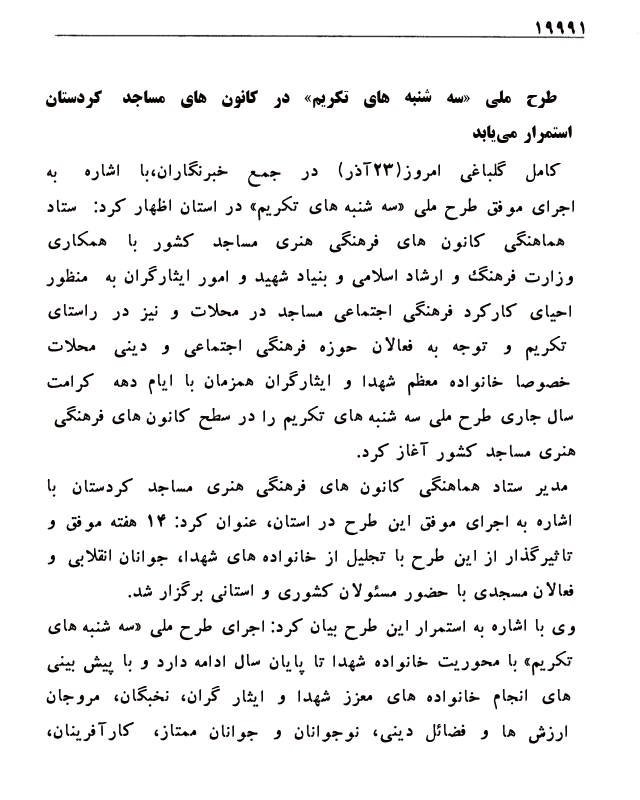 ۱۹۹۹۱
طرح ملی «سه شنبه های تکریم» در کانون های مساجد کردستان
استمرار می‌یابد
کامل گلباغی امروز(۲۳آذر) در جمع خبرنگاران،با اشاره به
اجرای موفق طرح ملی «سه شنبه های تکریم» در استان اظهار کرد: ستاد
هماهنگی کانون های فرهنگی هنری مساجد کشور با همکاری
وزارت فرهنگ و ارشاد اسلامی و بنیاد شهید و امور ایثارگران به منظور
احیای کارکرد فرهنگی اجتماعی مساجد در محلات و نیز در راستای
تکریم و توجه به فعالان حوزه فرهنگی اجتماعی و دینی محلات
خصوصا خانواده معظم شهدا و ایثارگران همزمان با ایام دهه کرامت
سال جاری طرح ملی سه شنبه های تکریم را در سطح کانون های فرهنگی
هنری مساجد کشور آغاز کرد.
مدیر ستاد هماهنگی کانون های فرهنگی هنری مساجد کردستان با
اشاره به اجرای موفق این طرح در استان، عنوان کرد: ۱۴ هفته موفق و
تاثیرگذار از این طرح با تجلیل از خانواده های شهدا، جوانان انقلابی و
فعالان مسجدی با حضور مسئولان کشوری و استانی برگزار شد.
وی با اشاره به استمرار این طرح بیان کرد: اجرای طرح ملی «سه شنبه های
تکریم» با محوریت خانواده شهدا تا پایان سال ادامه دارد و با پیش بینی
های انجام خانواده های معزز شهدا و ایثار گران، نخبگان، مروجان
ارزش ها و فضائل دینی، نوجوانان و جوانان ممتاز، کارآفرینان،